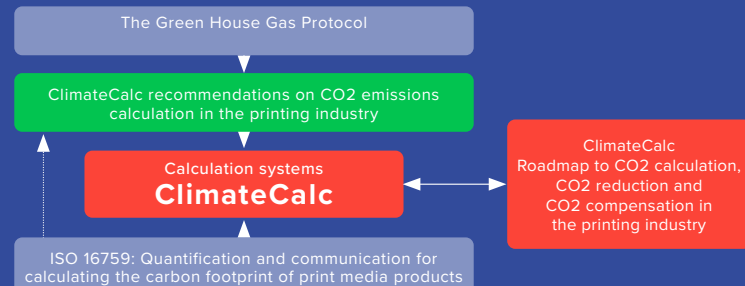 The Green House Gas Protocol
ClimateCalc recommendations on CO2 emissions
calculation in the printing industry
Calculation systems
ClimateCalc
ClimateCalc
Roadmap to CO2 calculation,
CO2 reduction and
CO2 compensation in
the printing industry
ISO 16759: Quantification and communication for
calculating the carbon footprint of print media products